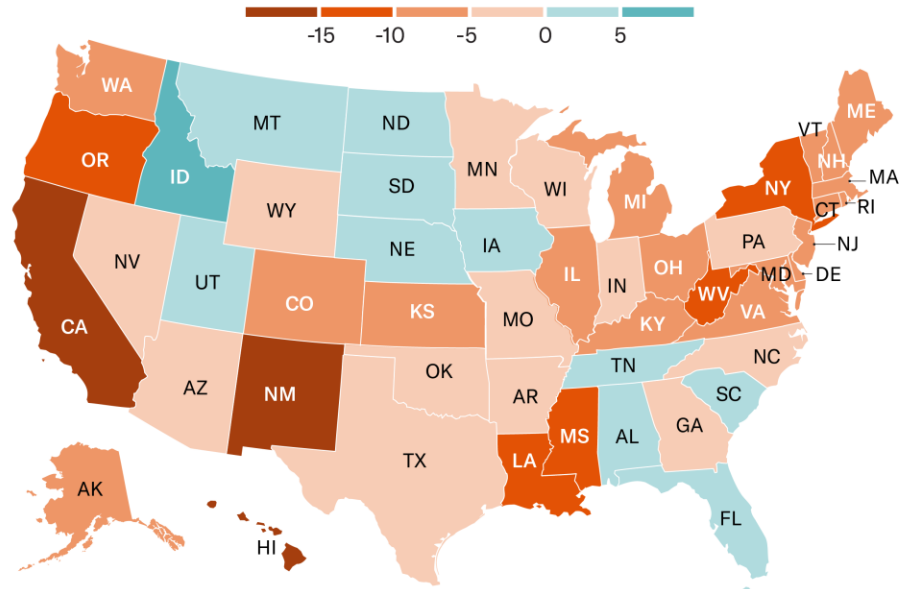 -15 -10 -5 0 5
WA
MT
ND
MN
VT
ME
OR
ID
SD
WI
MI
NY
NH
MA
WY
CT
RI
NV
UT
NE
IA
PA
NJ
CA
CO
KS
IL
IN
OH
MD
DE
WV
VA
MO
KY
AZ
NM
OK
AR
TN
NC
SC
TX
LA
MS
AL
GA
AK
HI
FL